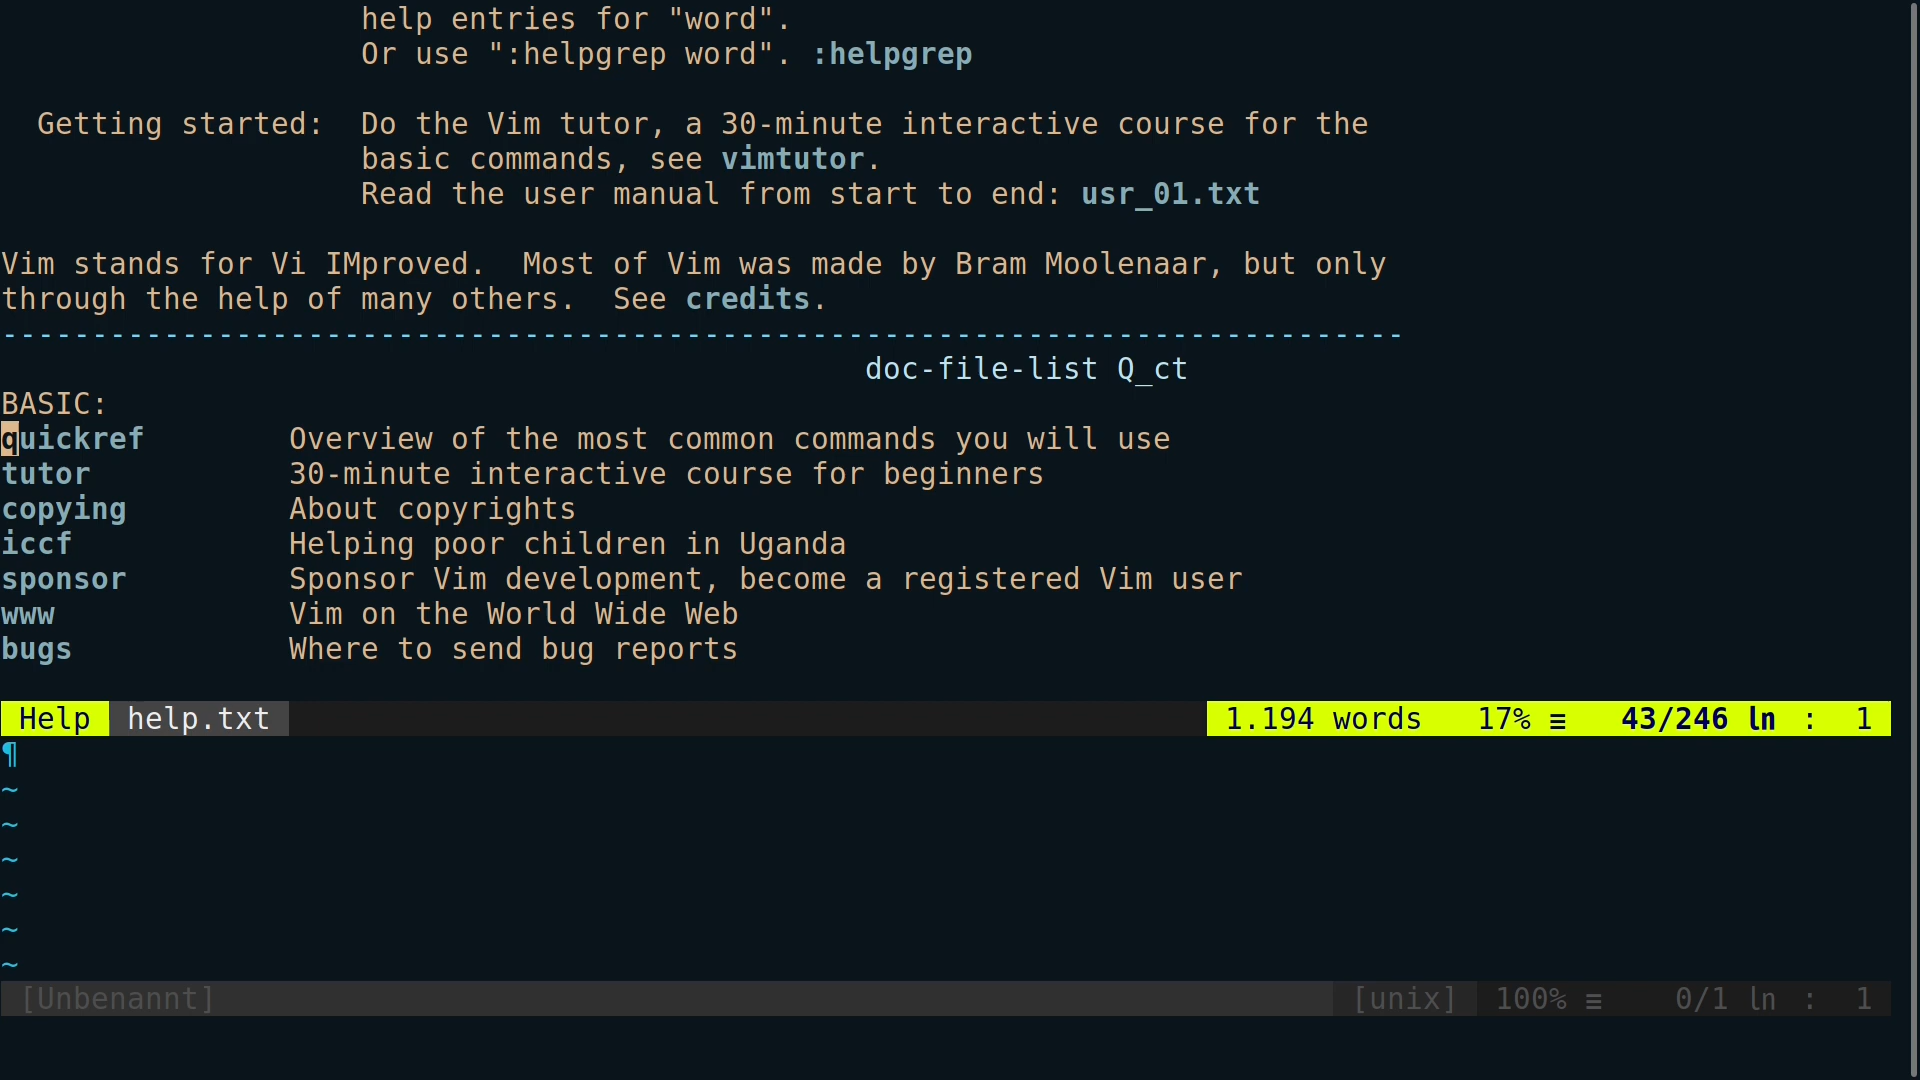 help entries for "word".
Or use ":helpgrep word". :helpgrep
Getting started: Do the Vim tutor, a 30-minute interactive course for the
basic commands, see vimtutor.
Read the user manual from start to end: usr_01.txt
Vim stands for Vi IMproved. Most of Vim was made by Bram Moolenaar, but only
through the help of many others. See credits.
------------------------------------------------------------------------------
doc-file-list Q_ct
BASIC:
quickref Overview of the most common commands you will use
tutor 30-minute interactive course for beginners
copying About copyrights
iccf Helping poor children in Uganda
sponsor Sponsor Vim development, become a registered Vim user
www Vim on the World Wide Web
bugs Where to send bug reports
Help help.txt 1.194 words 17% ≡ 43/246 ln : 1
¶
~
~
~
~
~
~
[Unbenannt] [unix] 100% ≡ 0/1 ln : 1